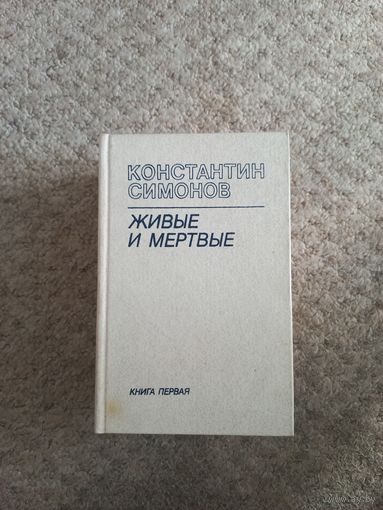 КОНСТАНТИН
СИМОНОВ
ЖИВЫЕ
И МЕРТВЫЕ
КНИГА ПЕРВАЯ